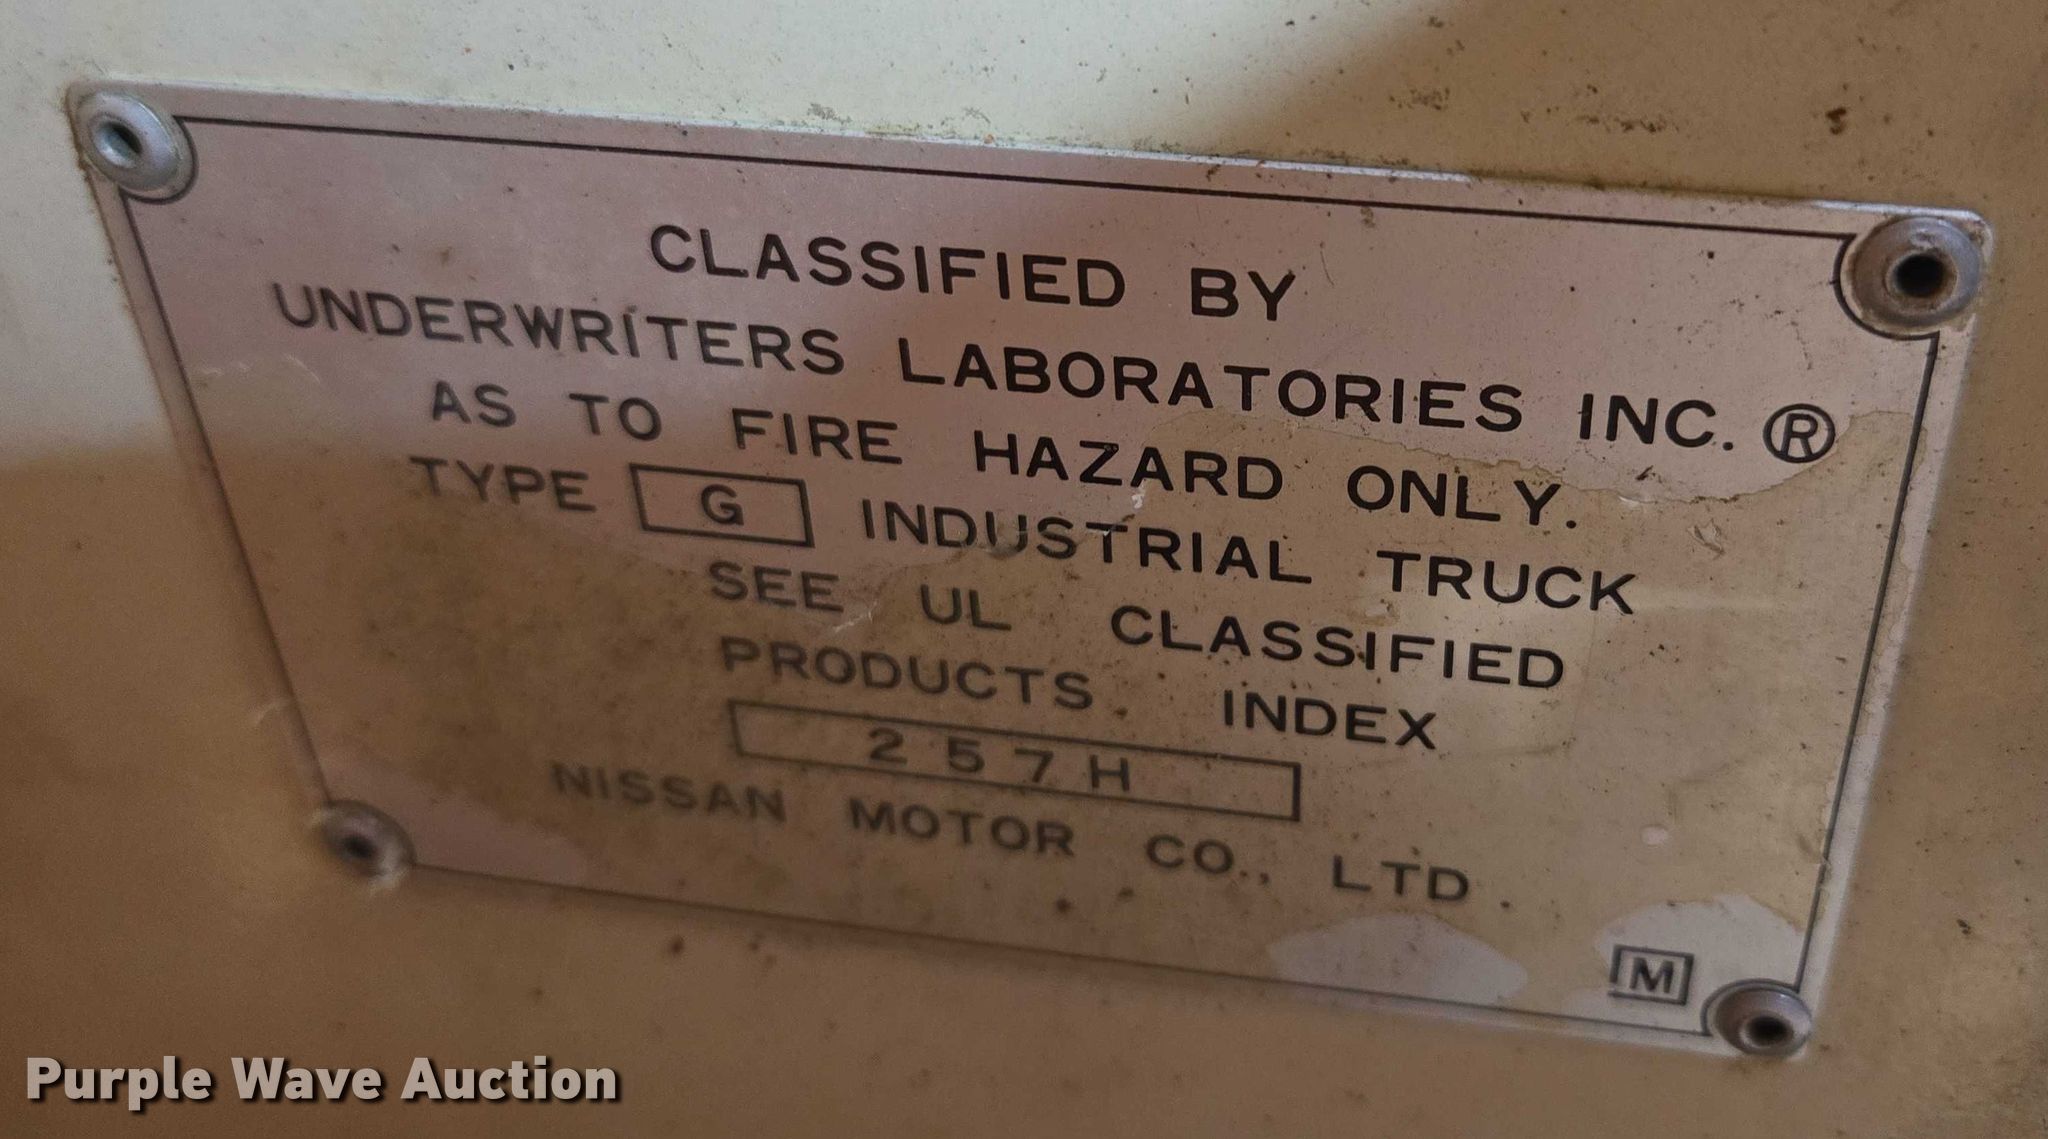 CLASSIFIED BY
UNDERWRITERS LABORATORIES INC.®
AS TO FIRE HAZARD ONLY.
TYPE G INDUSTRIAL TRUCK
SEE UL CLASSIFIED
PRODUCTS INDEX
257H
NISSAN MOTOR CO., LTD.
M
Purple Wave Auction